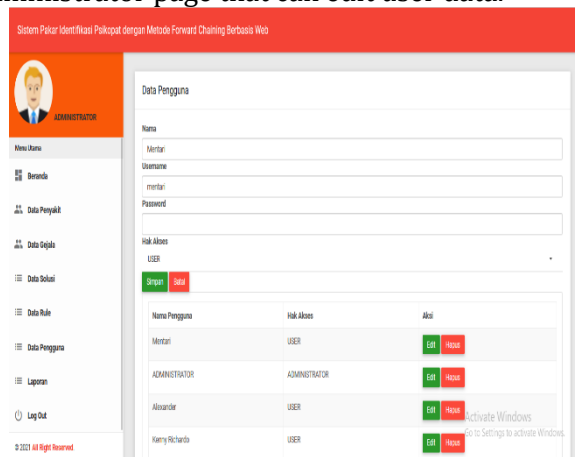 ministrator page that can edit user data.
Sistem Pakar Identifikasi Psikopat dengan Metode Forward Chaining Berbasis Web
ADMINISTRATOR
Menu Utama
Beranda
Data Penyakit
Data Gejala
Data Solusi
Data Rule
Data Pengguna
Laporan
Log Out
© 2021 All Right Reserved
Data Pengguna
Nama
Mentari
Username
mentari
Password
Hak Akses
USER
Simpan Batal
Nama Pengguna Hak Akses Aksi
Mentari USER Edit Hapus
ADMINISTRATOR ADMINISTRATOR Edit Hapus
Alexander USER Edit Hapus
Kenny Richardo USER Edit Hapus
Activate Windows
Go to Settings to activate Windows.